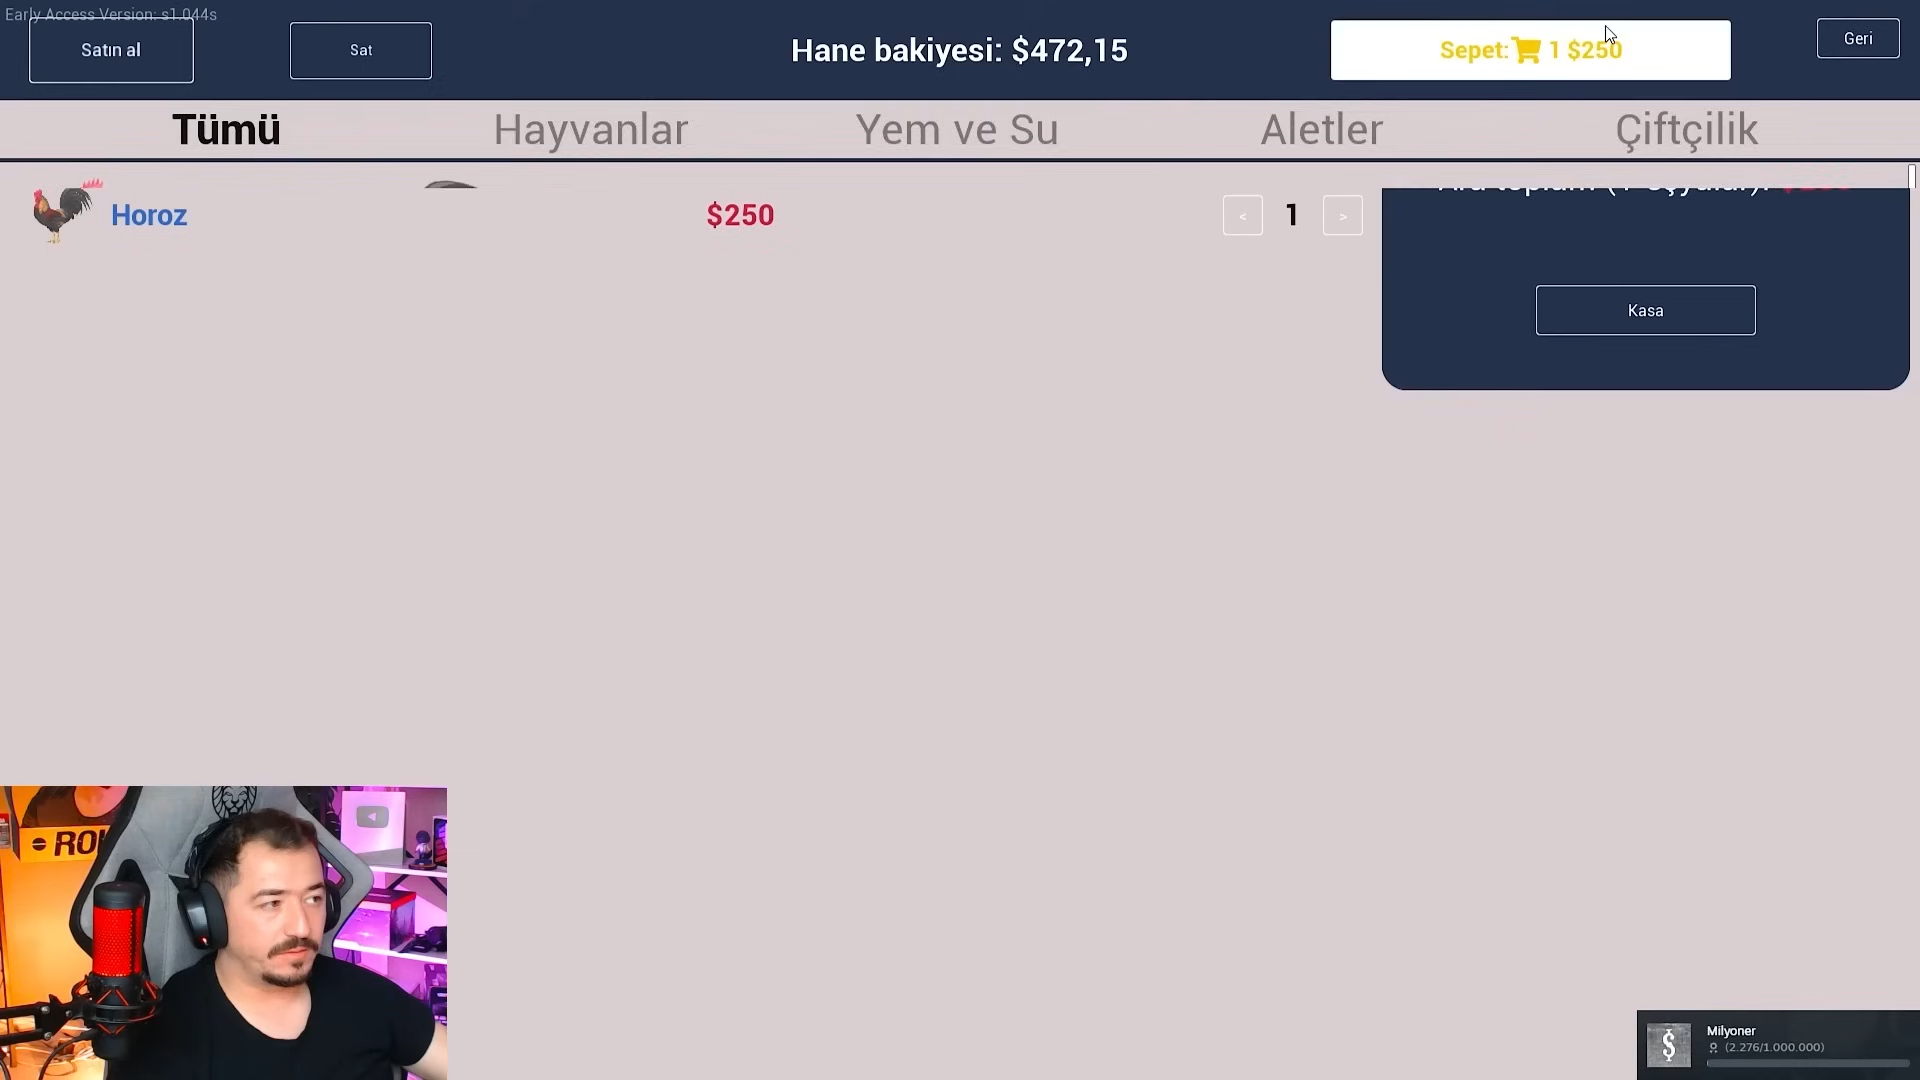 Early Access Version: s1.044s
Satın al
Sat
Hane bakiyesi: $472,15
Sepet: 1 $250
Geri
Tümü
Hayvanlar
Yem ve Su
Aletler
Çiftçilik
Horoz
$250
<
1
>
Kasa
Milyoner
(2.276/1.000.000)